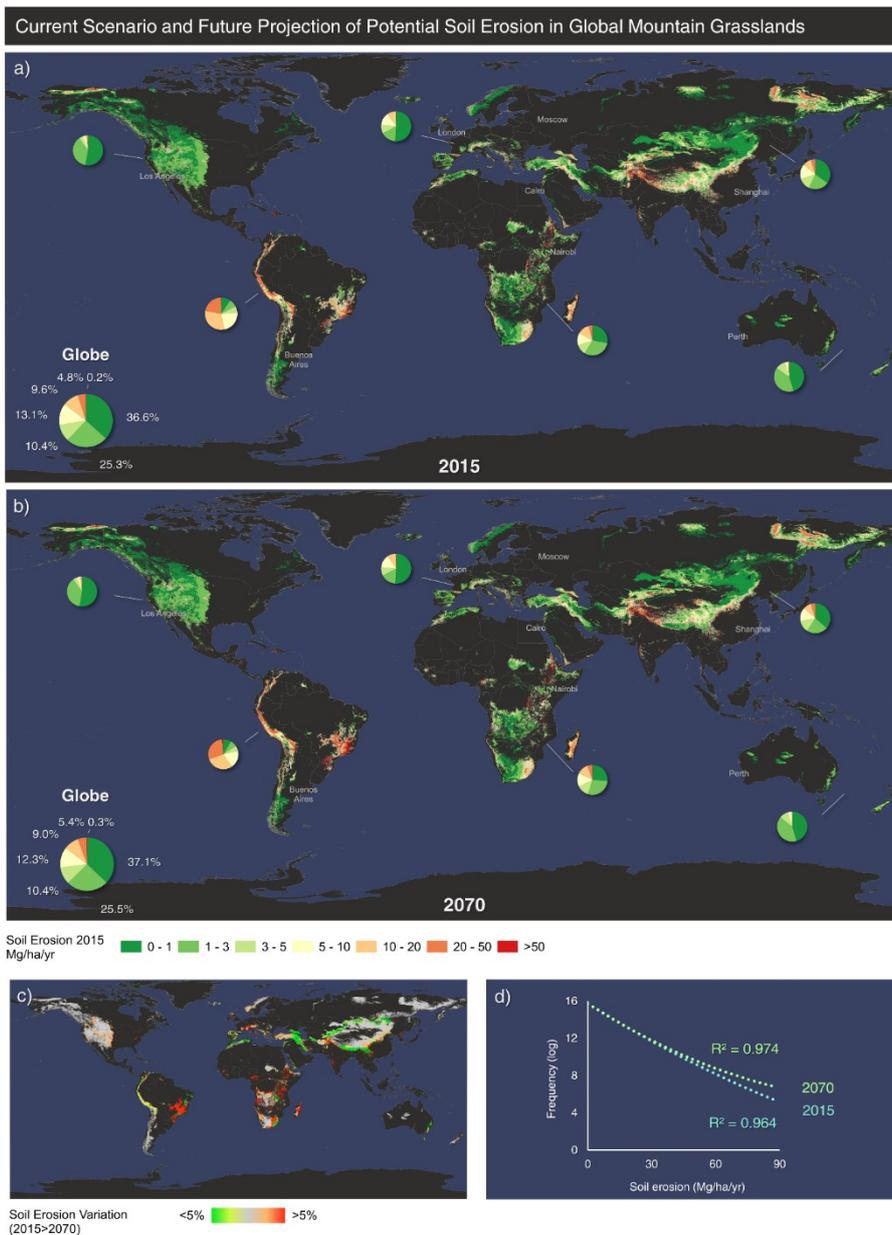 Current Scenario and Future Projection of Potential Soil Erosion in Global Mountain Grasslands
a)
London
Moscow
Los Angeles
Cairo
Shanghai
Nairobi
Perth
Buenos
Aires
Globe
4.8% 0.2%
9.6%
13.1%
36.6%
10.4%
25.3%
2015
b)
London
Moscow
Los Angeles
Cairo
Shanghai
Nairobi
Perth
Buenos
Aires
Globe
5.4% 0.3%
9.0%
12.3%
37.1%
10.4%
25.5%
2070
Soil Erosion 2015
Mg/ha/yr
0 - 1 1 - 3 3 - 5 5 - 10 10 - 20 20 - 50 >50
c)
Soil Erosion Variation
(2015>2070)
<5% >5%
d)
16
12
8
4
0
Frequency (log)
R² = 0.974
2070
2015
R² = 0.964
0 30 60 90
Soil erosion (Mg/ha/yr)